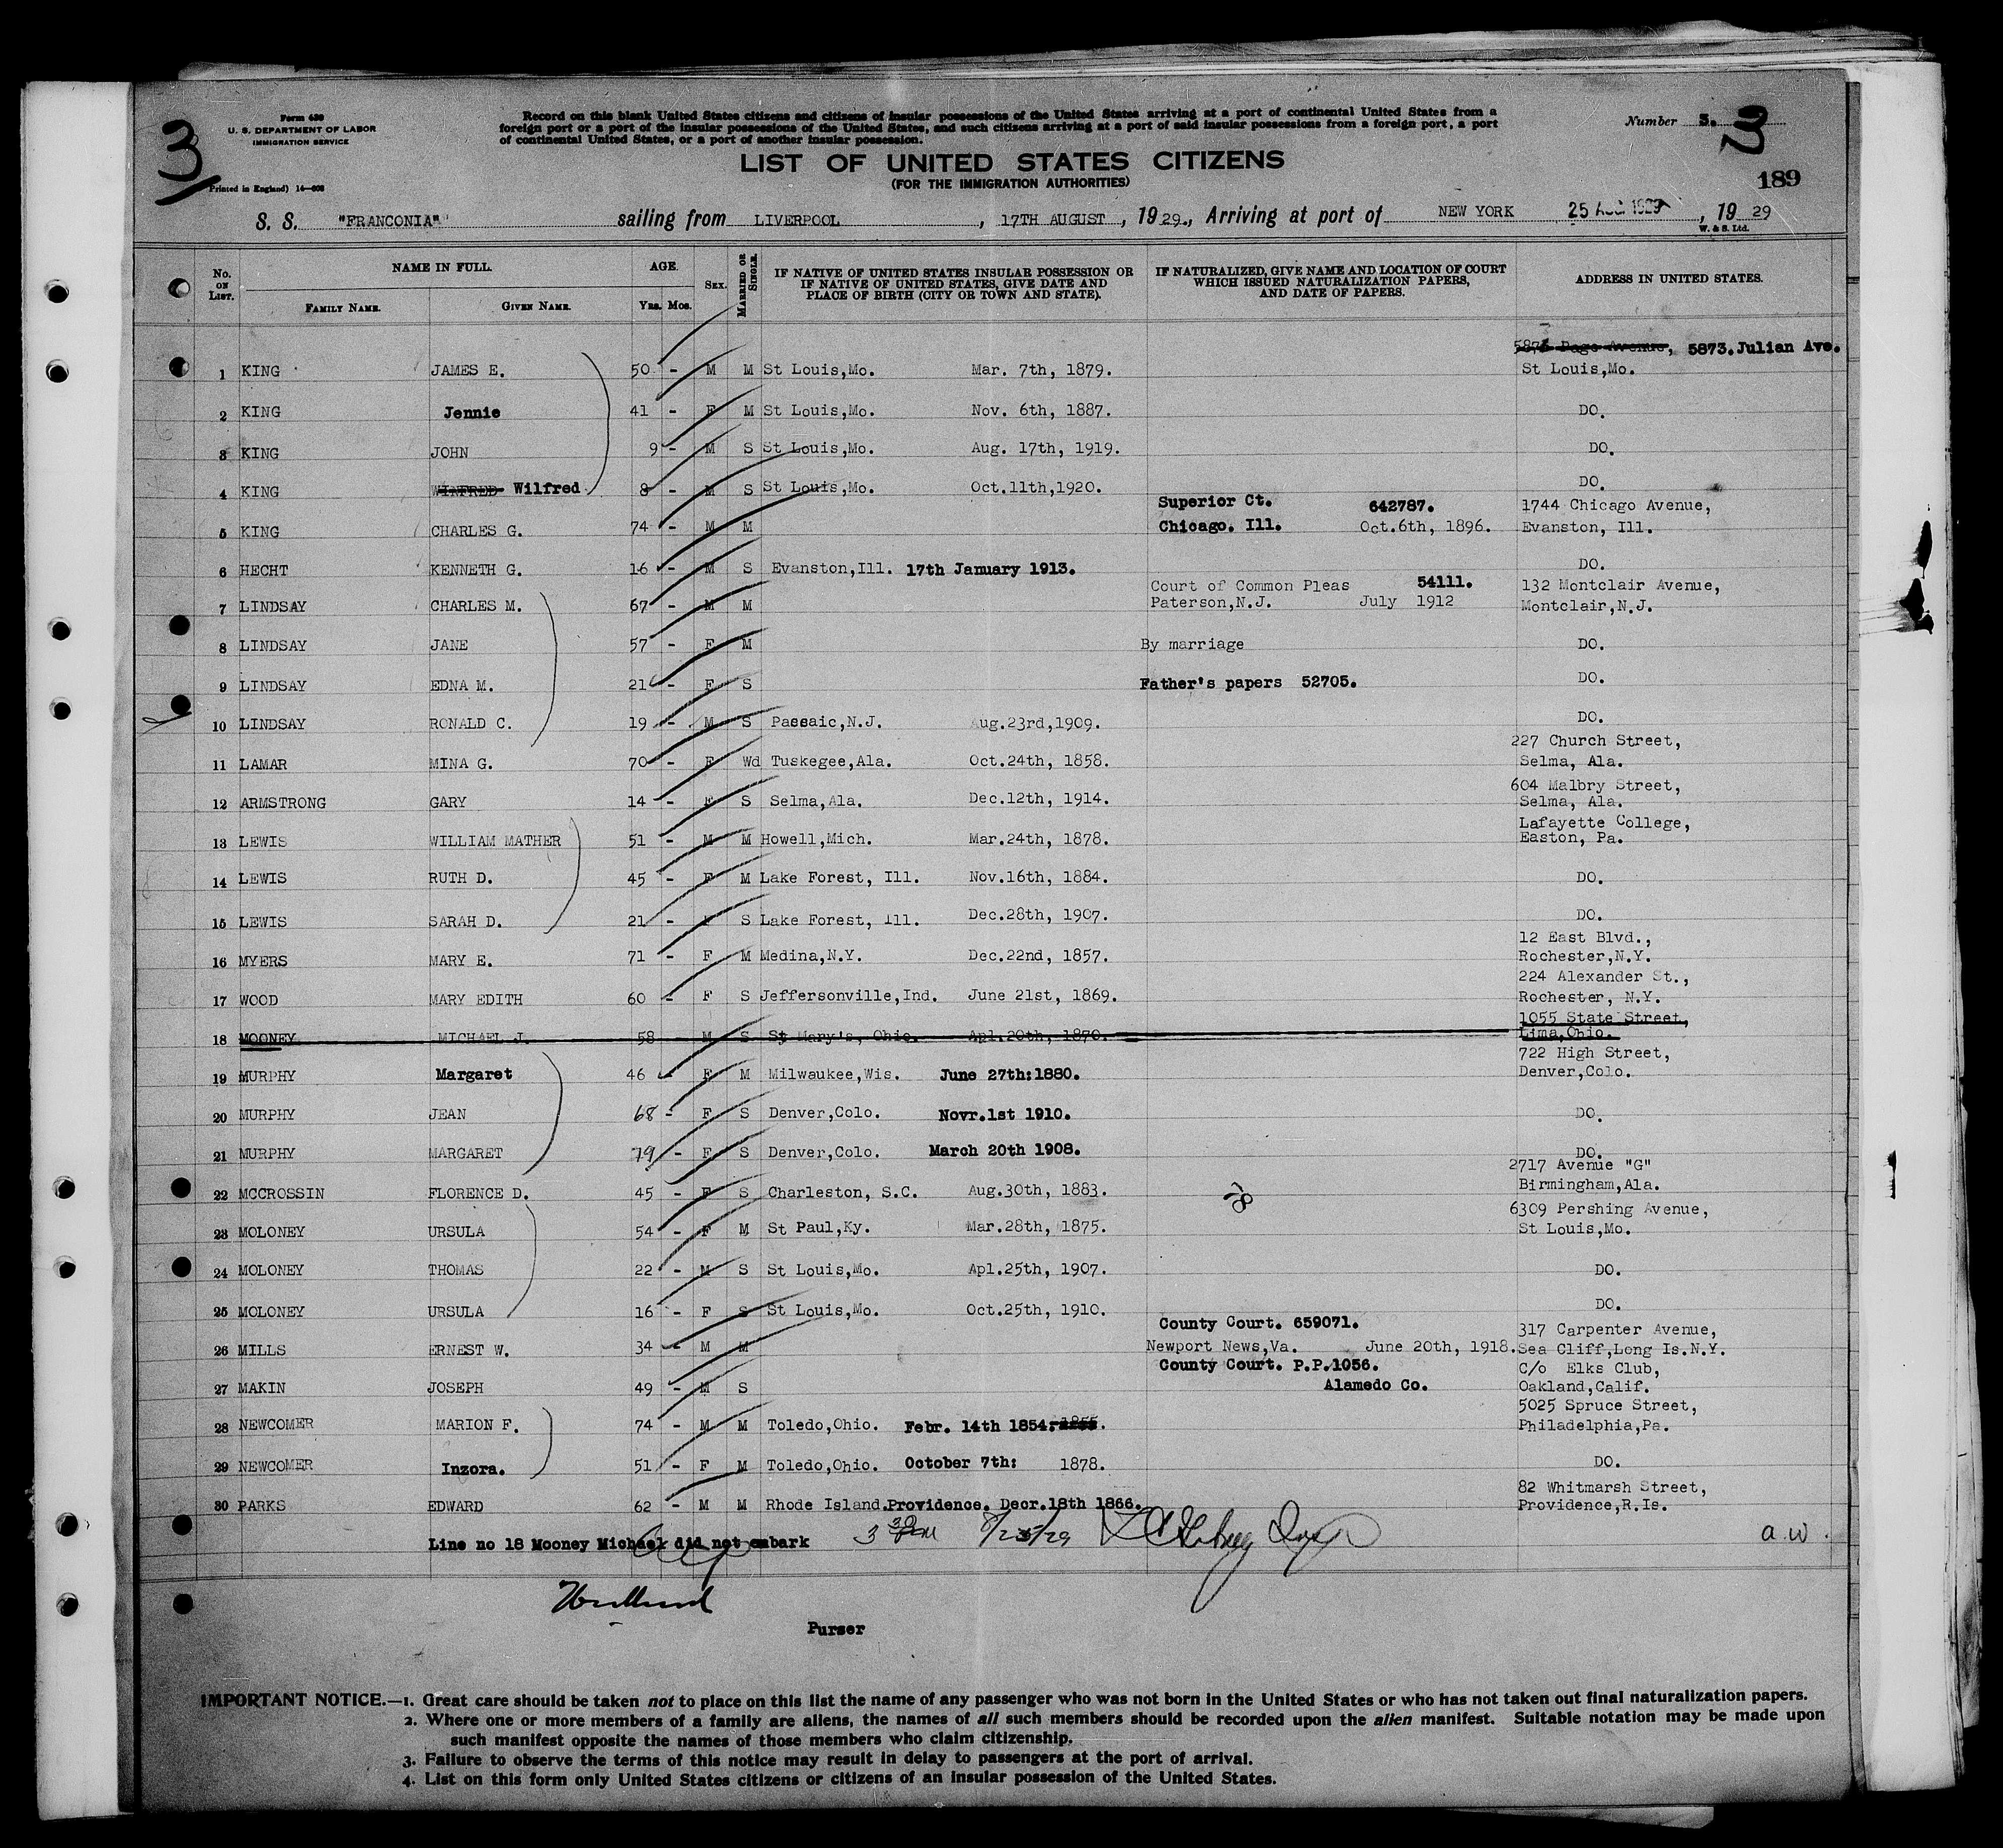 3
Form 630
U. S. DEPARTMENT OF LABOR
IMMIGRATION SERVICE
Printed in England) 14—608
Record on this blank United States citizens and citizens of insular possessions of the United States arriving at a port of continental United States from a
foreign port or a port of the insular possessions of the United States, and such citizens arriving at a port of said insular possessions from a foreign port, a port
of continental United States, or a port of another insular possession.
Number 3.
3
LIST OF UNITED STATES CITIZENS
(FOR THE IMMIGRATION AUTHORITIES)
189
S. S. "FRANCONIA" sailing from LIVERPOOL, 17TH AUGUST, 1929., Arriving at port of NEW YORK 25 AUG 1929, 1929
W. & S. Ltd.
No. ON LIST. NAME IN FULL. FAMILY NAME. GIVEN NAME. AGE. Yrs. Mos. SEX. MARRIED OR SINGLE. IF NATIVE OF UNITED STATES INSULAR POSSESSION OR IF NATIVE OF UNITED STATES, GIVE DATE AND PLACE OF BIRTH (CITY OR TOWN AND STATE). IF NATURALIZED, GIVE NAME AND LOCATION OF COURT WHICH ISSUED NATURALIZATION PAPERS, AND DATE OF PAPERS. ADDRESS IN UNITED STATES.
Page Avenue, 5873.Julian Ave.
1 KING JAMES E. 50 - M M St Louis,Mo. Mar. 7th, 1879. St Louis,Mo.
2 KING Jennie 41 - F M St Louis,Mo. Nov. 6th, 1887. DO.
3 KING JOHN 9 - M S St Louis,Mo. Aug. 17th, 1919. DO.
4 KING WINFRED Wilfred 8 - M S St Louis,Mo. Oct.11th,1920. DO.
Superior Ct. 642787. 1744 Chicago Avenue,
5 KING CHARLES G. 74 - M M Chicago. Ill. Oct.6th, 1896. Evanston, Ill.
6 HECHT KENNETH G. 16 - M S Evanston,Ill. 17th January 1913. DO.
Court of Common Pleas 54111. 132 Montclair Avenue,
7 LINDSAY CHARLES M. 67 - M M Paterson,N.J. July 1912 Montclair,N.J.
8 LINDSAY JANE 57 - F M By marriage DO.
9 LINDSAY EDNA M. 21 - F S Father's papers 52705. DO.
10 LINDSAY RONALD C. 19 - M S Passaic,N.J. Aug.23rd,1909. DO.
227 Church Street,
11 LAMAR MINA G. 70 - F Wd Tuskegee,Ala. Oct.24th, 1858. Selma, Ala.
604 Malbry Street,
12 ARMSTRONG GARY 14 - F S Selma,Ala. Dec.12th, 1914. Selma, Ala.
Lafayette College,
13 LEWIS WILLIAM MATHER 51 - M M Howell,Mich. Mar.24th, 1878. Easton, Pa.
14 LEWIS RUTH D. 45 - F M Lake Forest, Ill. Nov.16th, 1884. DO.
15 LEWIS SARAH D. 21 - F S Lake Forest, Ill. Dec.28th, 1907. DO.
12 East Blvd.,
16 MYERS MARY E. 71 - F M Medina,N.Y. Dec.22nd, 1857. Rochester,N.Y.
224 Alexander St.,
17 WOOD MARY EDITH 60 - F S Jeffersonville,Ind. June 21st, 1869. Rochester, N.Y.
1055 State Street,
18 MOONEY MICHAEL J. 58 - M S St Mary's, Ohio. Apl.20th, 1870. Lima,Ohio.
722 High Street,
19 MURPHY Margaret 46 - F M Milwaukee,Wis. June 27th:1880. Denver,Colo.
20 MURPHY JEAN 68 - F S Denver,Colo. Novr.1st 1910. DO.
21 MURPHY MARGARET 19 - F S Denver,Colo. March 20th 1908. DO.
2717 Avenue "G"
22 MCCROSSIN FLORENCE D. 45 - F S Charleston, S.C. Aug.30th, 1883. Birmingham,Ala.
6309 Pershing Avenue,
23 MOLONEY URSULA 54 - F M St Paul,Ky. Mar.28th, 1875. St Louis,Mo.
24 MOLONEY THOMAS 22 - M S St Louis,Mo. Apl.25th, 1907. DO.
25 MOLONEY URSULA 16 - F S St Louis,Mo. Oct.25th, 1910. DO.
County Court. 659071. 317 Carpenter Avenue,
26 MILLS ERNEST W. 34 - M M Newport News,Va. June 20th, 1918. Sea Cliff,Long Is.N.Y.
County Court. P.P.1056. C/o Elks Club,
27 MAKIN JOSEPH 49 - M S Alamedo Co. Oakland,Calif.
5025 Spruce Street,
28 NEWCOMER MARION F. 74 - M M Toledo,Ohio. Febr. 14th 1854. 1855. Philadelphia,Pa.
29 NEWCOMER Inzora. 51 - F M Toledo,Ohio. October 7th: 1878. DO.
82 Whitmarsh Street,
30 PARKS EDWARD 62 - M M Rhode Island.Providence. Decr.18th 1866. Providence,R.Is.
Line no 18 Mooney Michael did not embark 3 30 PM 8/25/29 a.w.
Purser
IMPORTANT NOTICE.—1. Great care should be taken not to place on this list the name of any passenger who was not born in the United States or who has not taken out final naturalization papers.
2. Where one or more members of a family are aliens, the names of all such members should be recorded upon the alien manifest. Suitable notation may be made upon
such manifest opposite the names of those members who claim citizenship.
3. Failure to observe the terms of this notice may result in delay to passengers at the port of arrival.
4. List on this form only United States citizens or citizens of an insular possession of the United States.